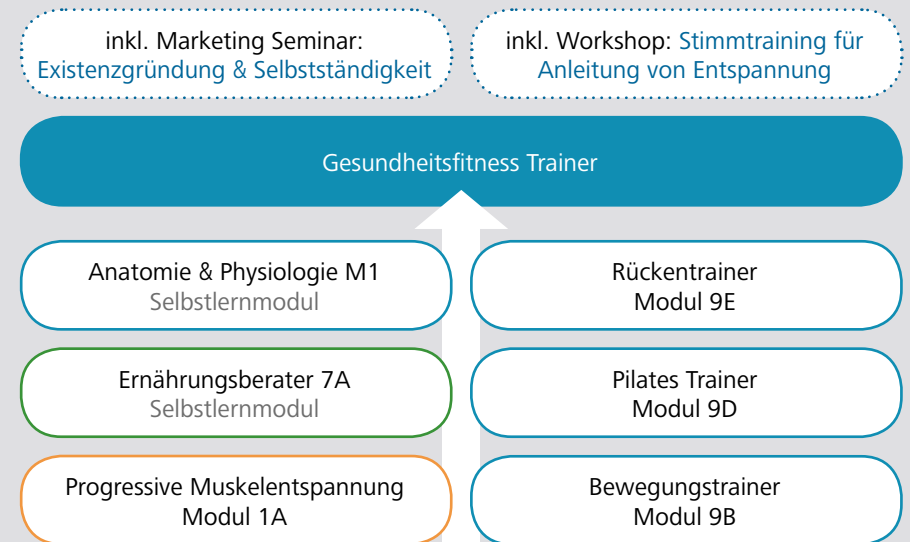 inkl. Marketing Seminar:
Existenzgründung & Selbstständigkeit
inkl. Workshop: Stimmtraining für
Anleitung von Entspannung
Gesundheitsfitness Trainer
Anatomie & Physiologie M1
Selbstlernmodul
Rückentrainer
Modul 9E
Ernährungsberater 7A
Selbstlernmodul
Pilates Trainer
Modul 9D
Progressive Muskelentspannung
Modul 1A
Bewegungstrainer
Modul 9B